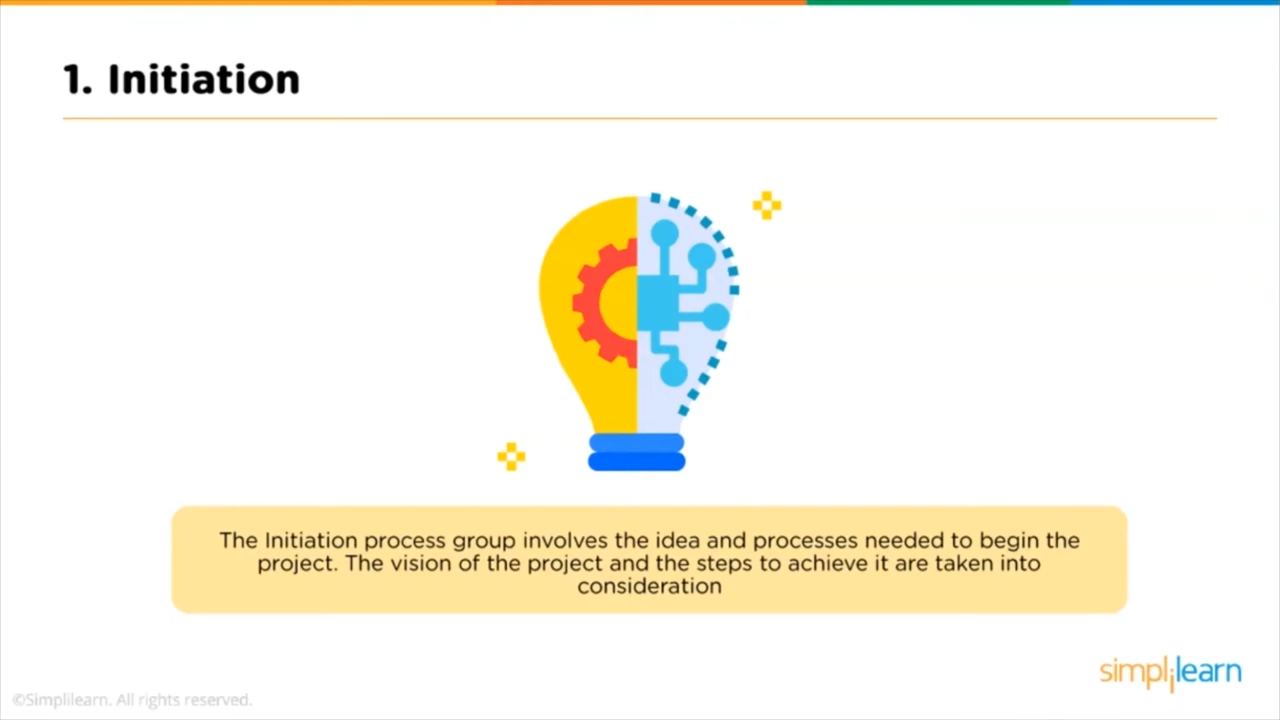 1. Initiation
The Initiation process group involves the idea and processes needed to begin the
project. The vision of the project and the steps to achieve it are taken into
consideration
simplilearn
©Simplilearn. All rights reserved.